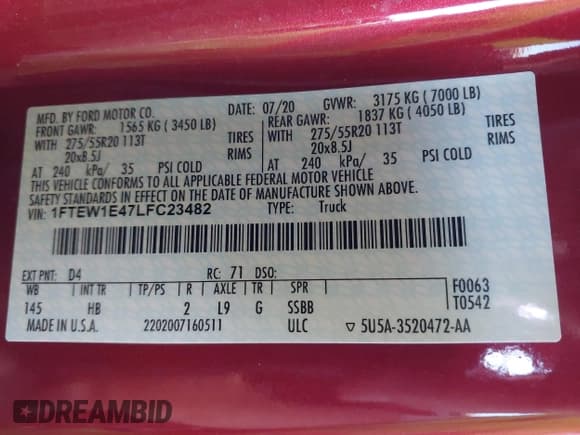 MFD. BY FORD MOTOR CO.
DATE: 07/20 GVWR: 3175 KG ( 7000 LB)
FRONT GAWR: 1565 KG ( 3450 LB)
WITH 275/55R20 113T TIRES
20x8.5J RIMS
AT 240 kPa/ 35 PSI COLD
REAR GAWR: 1837 KG ( 4050 LB)
WITH 275/55R20 113T TIRES
20x8.5J RIMS
AT 240 kPa/ 35 PSI COLD
THIS VEHICLE CONFORMS TO ALL APPLICABLE FEDERAL MOTOR VEHICLE
SAFETY STANDARDS IN EFFECT ON THE DATE OF MANUFACTURE SHOWN ABOVE.
VIN: 1FTEW1E47LFC23482 TYPE: Truck
EXT PNT: D4 RC: 71 DSO:
WB INT TR TP/PS R AXLE TR SPR
145 HB 2 L9 G SSBB
F0063
T0542
MADE IN U.S.A. 2202007160511 ULC ▽ 5U5A-3520472-AA
DREAMBID